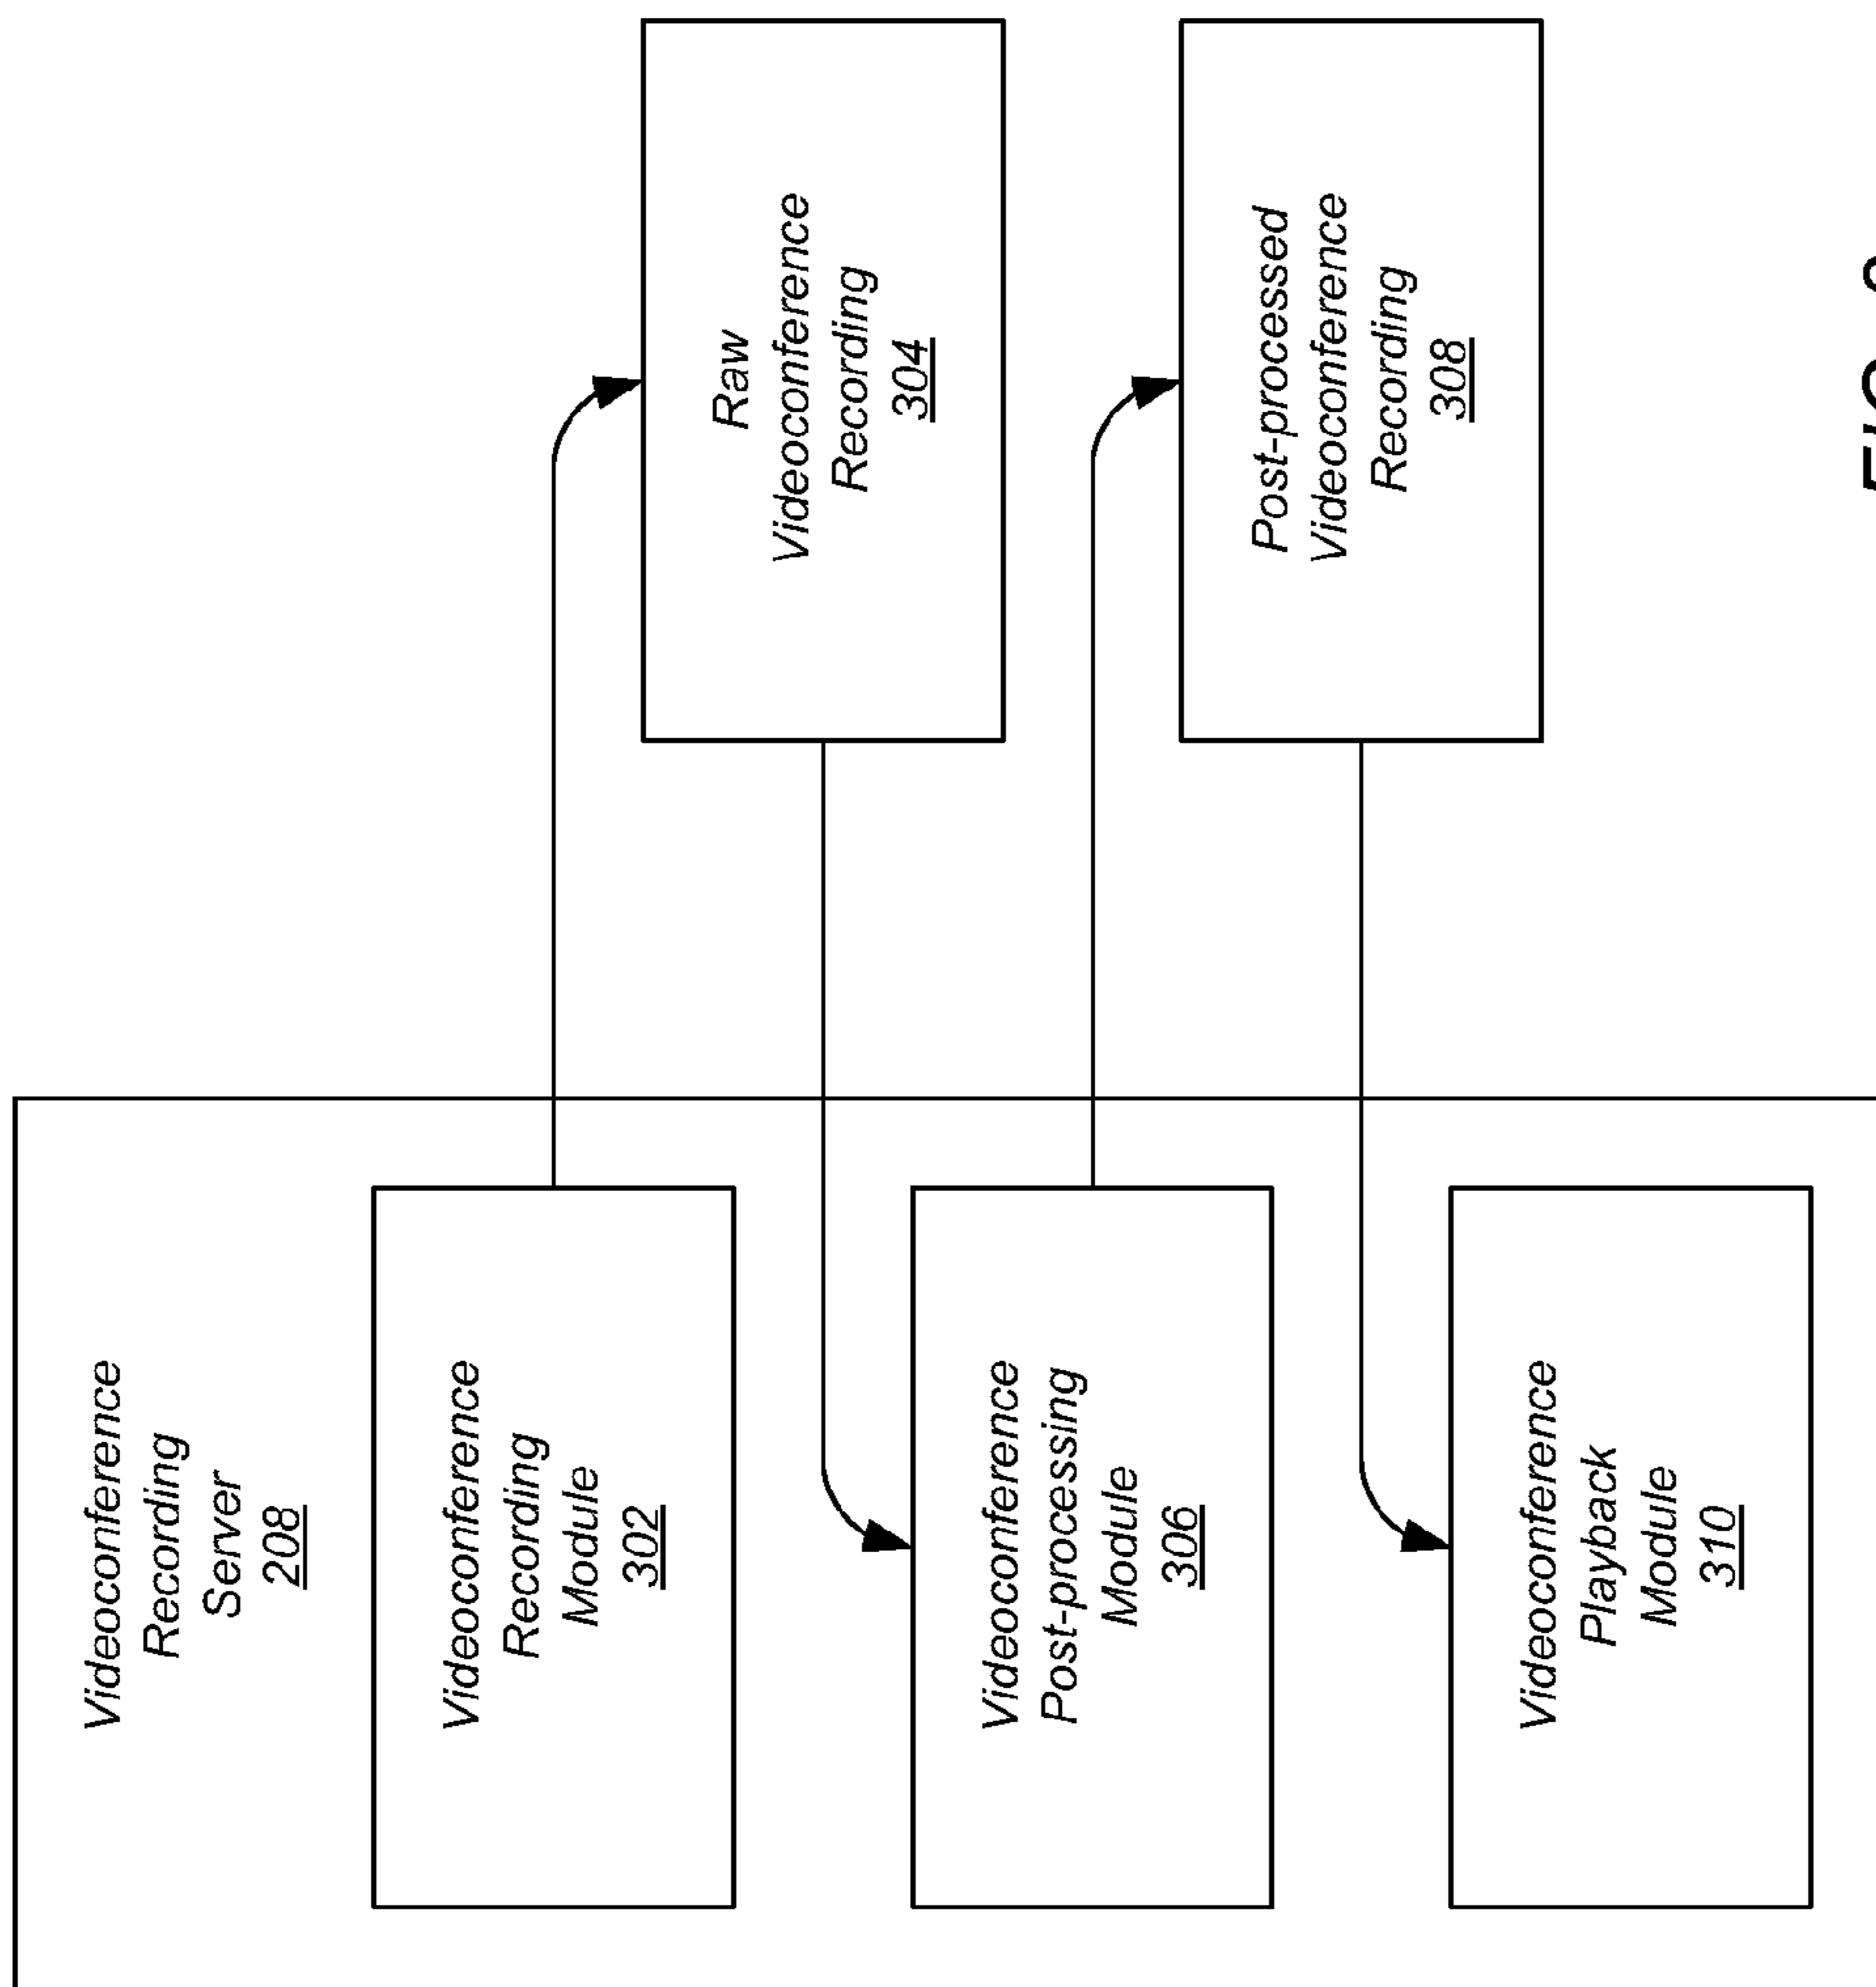 Videoconference
Recording
Server
208
Videoconference
Recording
Module
302
Raw
Videoconference
Recording
304
Videoconference
Post-processing
Module
306
Post-processed
Videoconference
Recording
308
Videoconference
Playback
Module
310